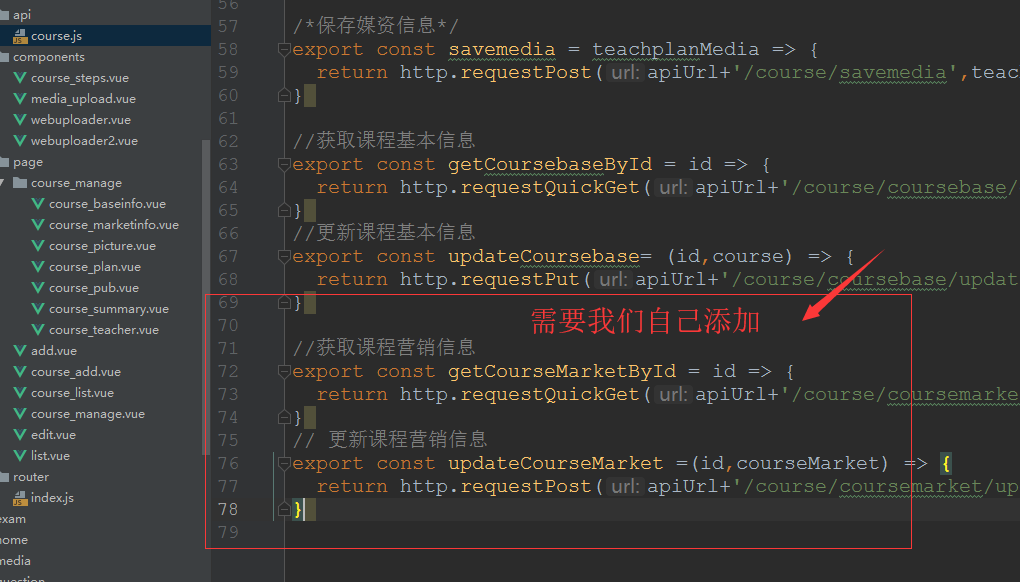 api
course.js
components
course_steps.vue
media_upload.vue
webuploader.vue
webuploader2.vue
page
course_manage
course_baseinfo.vue
course_marketinfo.vue
course_picture.vue
course_plan.vue
course_pub.vue
course_summary.vue
course_teacher.vue
add.vue
course_add.vue
course_list.vue
course_manage.vue
edit.vue
list.vue
router
index.js
exam
home
media
question
56
57 /*保存媒资信息*/
58 export const savemedia = teachplanMedia => {
59 return http.requestPost( url: apiUrl+'/course/savemedia',teac
60 }
61
62 //获取课程基本信息
63 export const getCoursebaseById = id => {
64 return http.requestQuickGet( url: apiUrl+'/course/coursebase/
65 }
66 //更新课程基本信息
67 export const updateCoursebase= (id,course) => {
68 return http.requestPut( url: apiUrl+'/course/coursebase/updat
69 }
需要我们自己添加
70
71 //获取课程营销信息
72 export const getCourseMarketById = id => {
73 return http.requestQuickGet( url: apiUrl+'/course/coursemarke
74 }
75 // 更新课程营销信息
76 export const updateCourseMarket =(id,courseMarket) => {
77 return http.requestPost( url: apiUrl+'/course/coursemarket/up
78 }
79